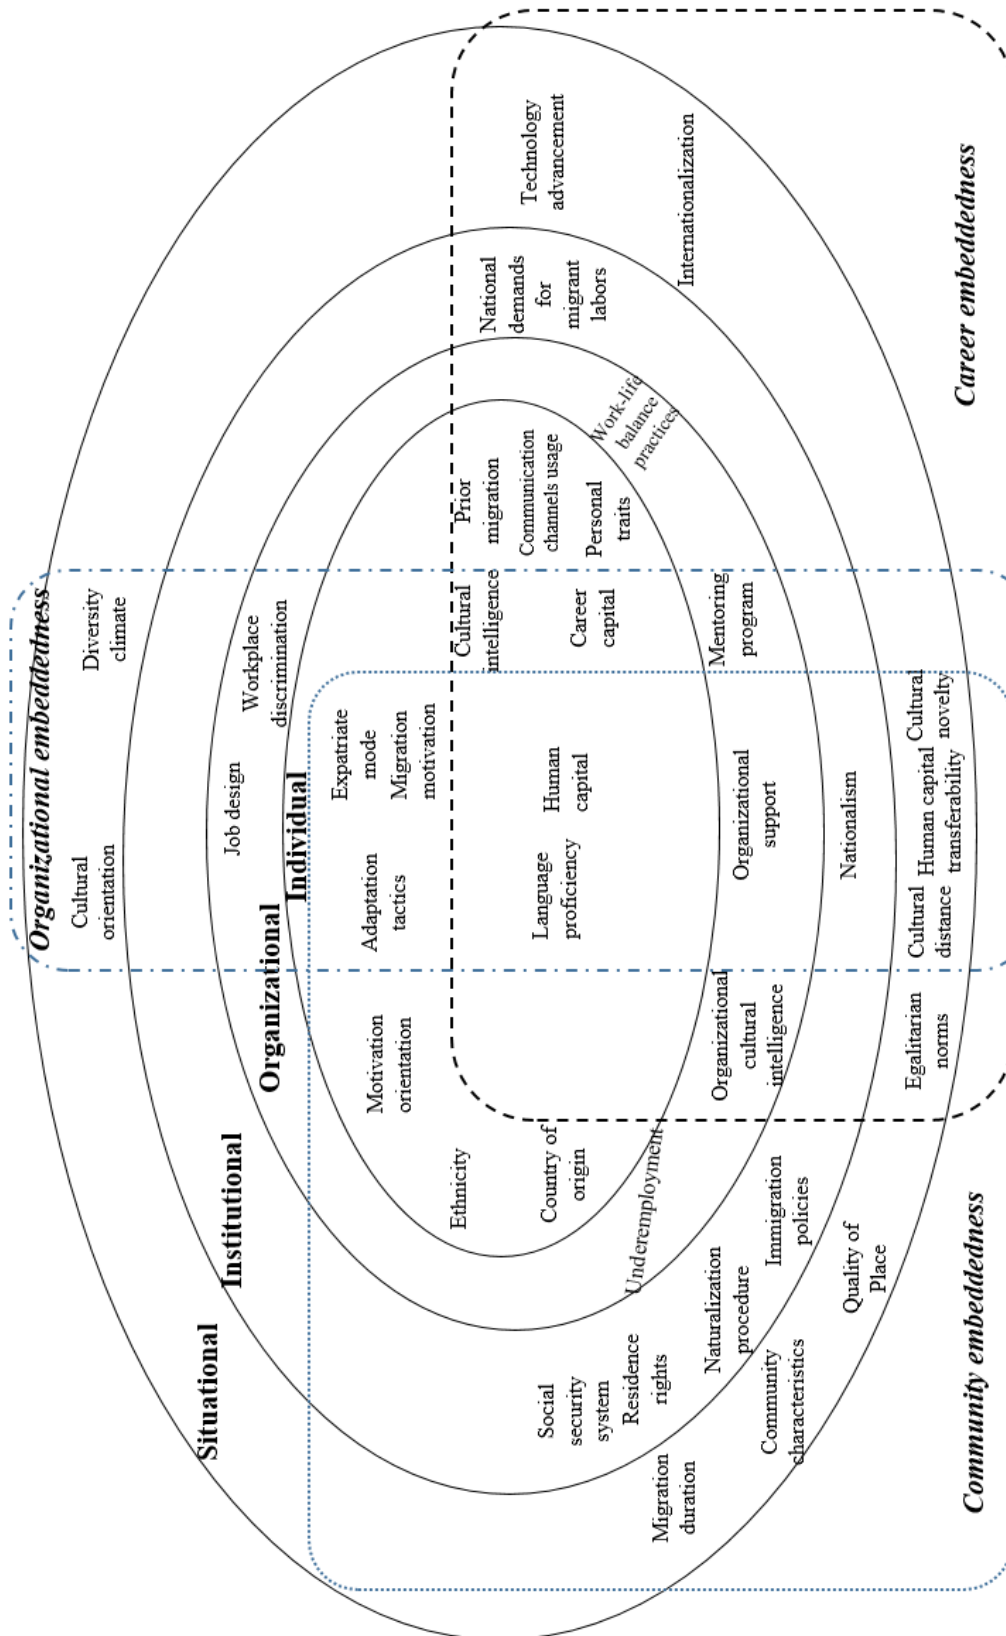 Situational
Institutional
Organizational
Individual
Organizational embeddedness
Cultural
orientation
Diversity
climate
Job design
Workplace
discrimination
Expatriate
mode
Migration
motivation
Adaptation
tactics
Motivation
orientation
Ethnicity
Country of
origin
Language
proficiency
Human
capital
Cultural
intelligence
Career
capital
Prior
migration
Communication
channels usage
Personal
traits
Work-life
balance
practices
National
demands
for
migrant
labors
Technology
advancement
Internationalization
Underemployment
Organizational
cultural
intelligence
Organizational
support
Mentoring
program
Social
security
system
Residence
rights
Naturalization
procedure
Immigration
policies
Nationalism
Migration
duration
Community
characteristics
Quality of
Place
Egalitarian
norms
Cultural
distance
Human capital
transferability
Cultural
novelty
Community embeddedness
Career embeddedness